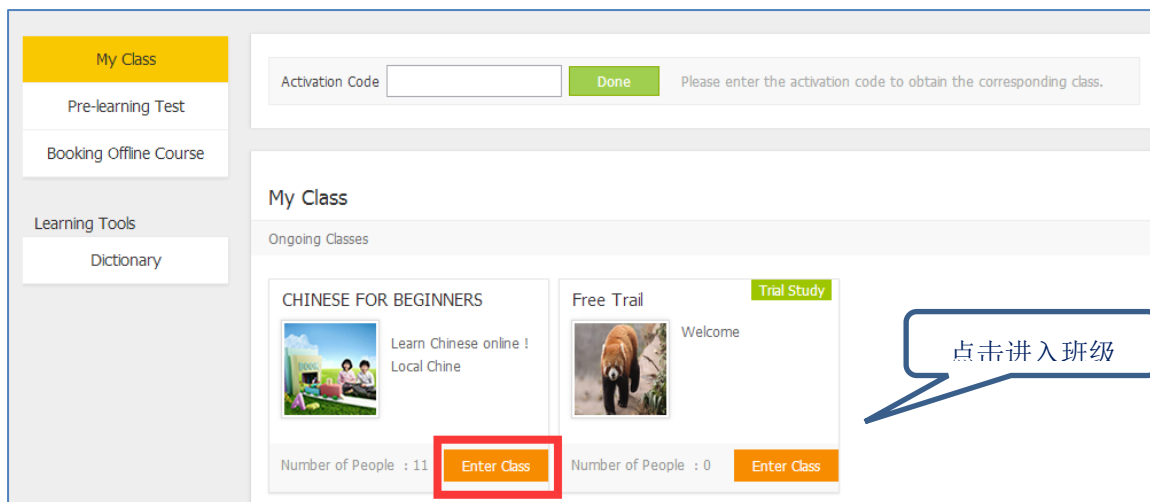 My Class
Pre-learning Test
Booking Offline Course
Learning Tools
Dictionary
Activation Code
Done
Please enter the activation code to obtain the corresponding class.
My Class
Ongoing Classes
CHINESE FOR BEGINNERS
Learn Chinese online !
Local Chine
Number of People : 11
Enter Class
Free Trail
Trial Study
Welcome
Number of People : 0
Enter Class
点击进入班级